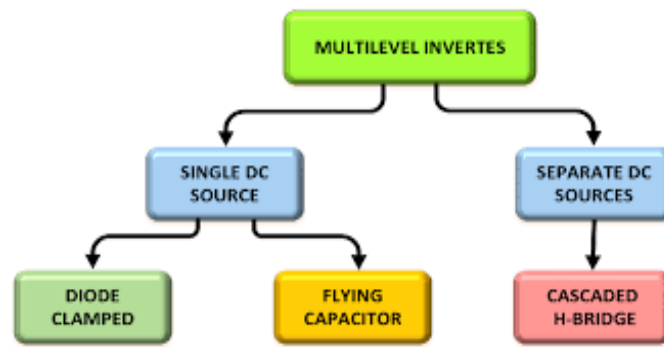 MULTILEVEL INVERTES
SINGLE DC
SOURCE
SEPARATE DC
SOURCES
DIODE
CLAMPED
FLYING
CAPACITOR
CASCADED
H-BRIDGE